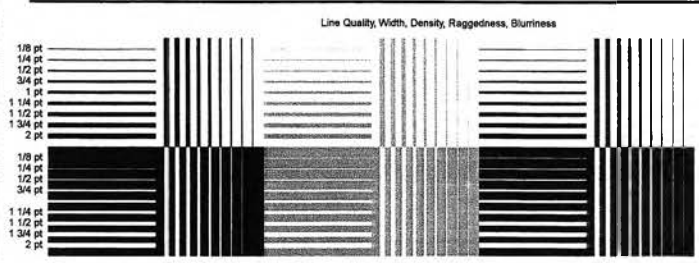 Line Quality, Width, Density, Raggedness, Blurriness
1/8 pt
1/4 pt
1/2 pt
3/4 pt
1 pt
1 1/4 pt
1 1/2 pt
1 3/4 pt
2 pt
1/8 pt
1/4 pt
1/2 pt
3/4 pt
1 1/4 pt
1 1/2 pt
1 3/4 pt
2 pt